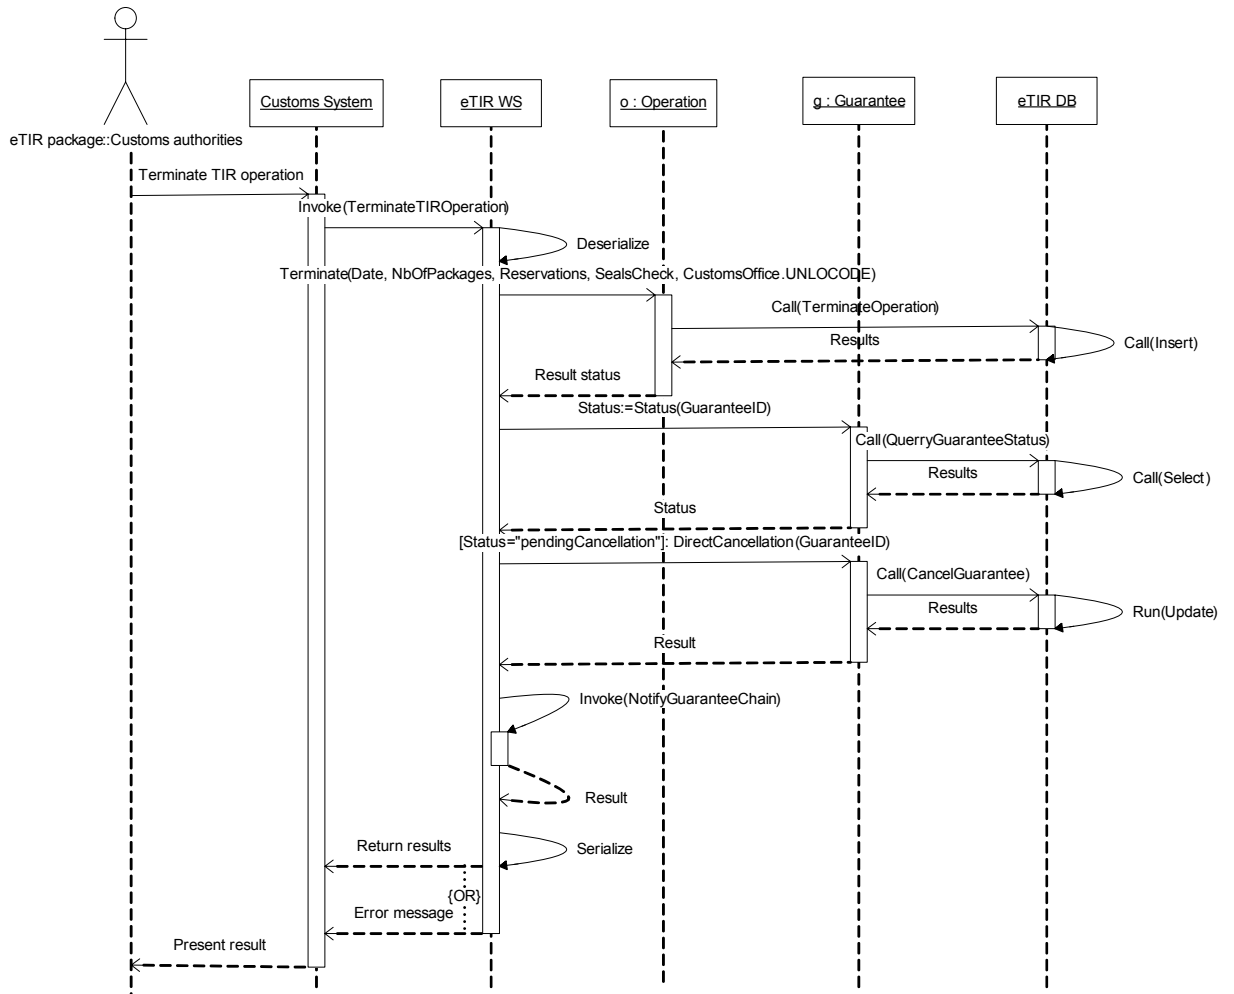 Customs System
eTIR WS
o : Operation
g : Guarantee
eTIR DB
eTIR package::Customs authorities
Terminate TIR operation
Invoke(TerminateTIROperation)
Deserialize
Terminate(Date, NbOfPackages, Reservations, SealsCheck, CustomsOffice.UNLOCODE)
Call(TerminateOperation)
Results
Call(Insert)
Result status
Status:=Status(GuaranteeID)
Call(QuerryGuaranteeStatus)
Results
Call(Select)
Status
[Status="pendingCancellation"]: DirectCancellation(GuaranteeID)
Call(CancelGuarantee)
Results
Run(Update)
Result
Invoke(NotifyGuaranteeChain)
Result
Return results
Serialize
{OR}
Error message
Present result